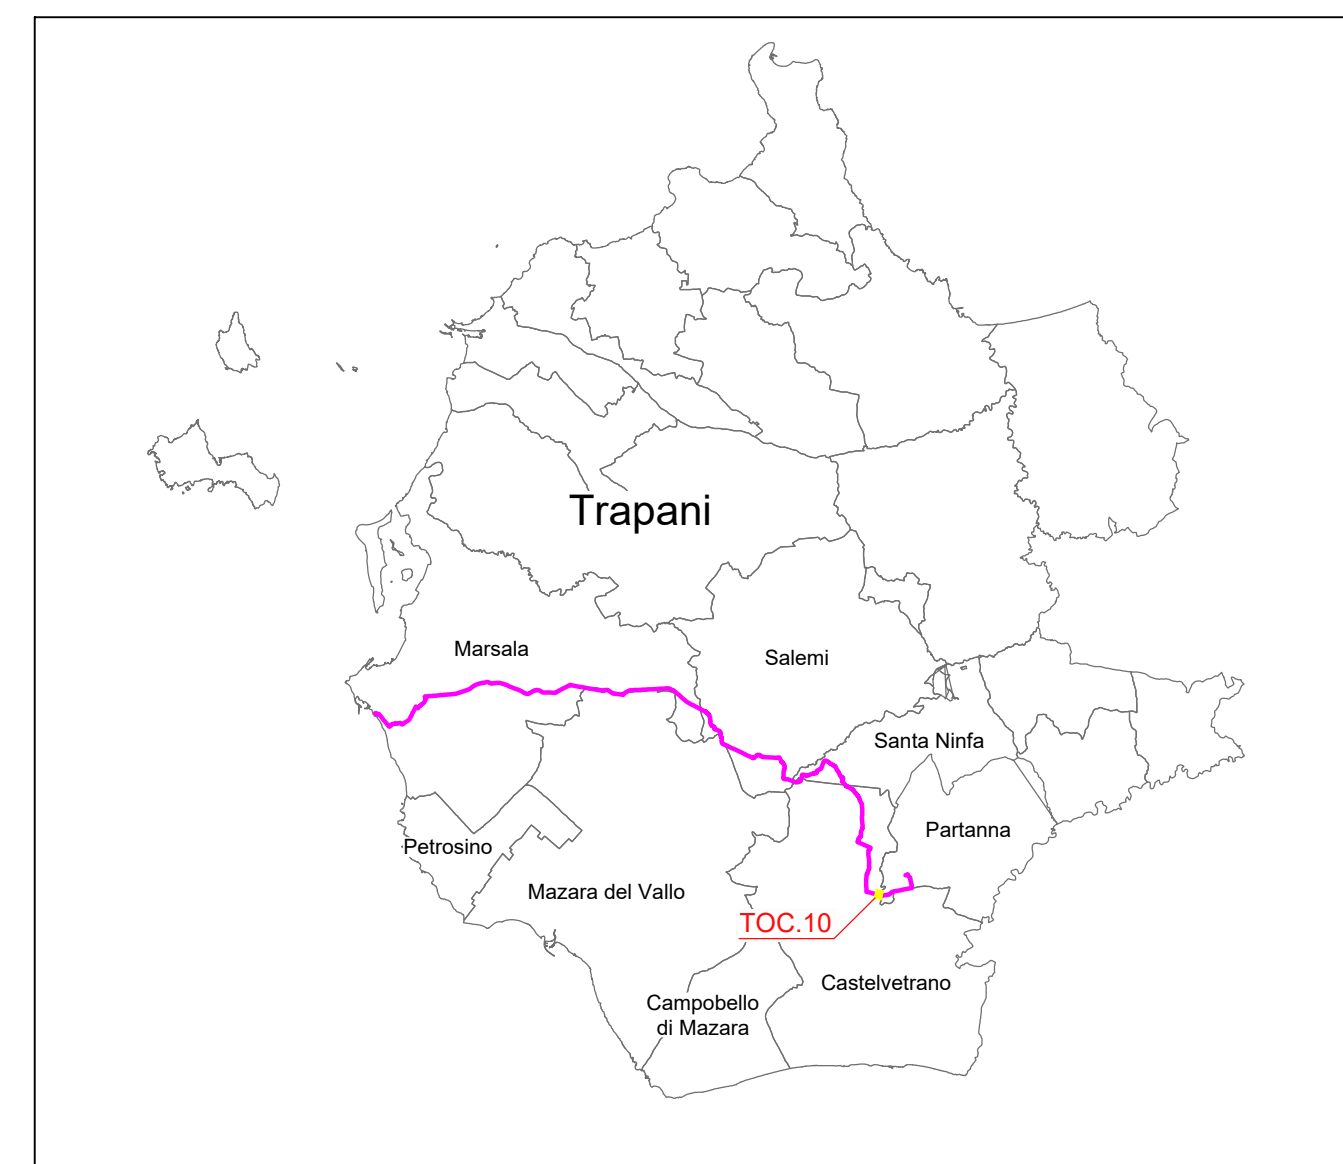 Trapani
Marsala
Salemi
Santa Ninfa
Partanna
Petrosino
Mazara del Vallo
TOC.10
Castelvetrano
Campobello
di Mazara